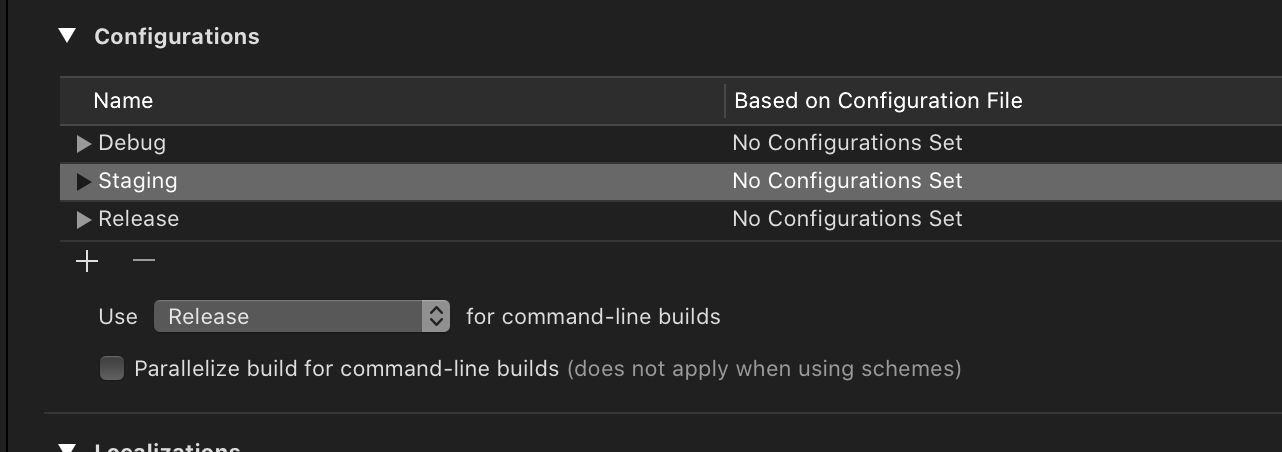 Configurations
Name Based on Configuration File
Debug No Configurations Set
Staging No Configurations Set
Release No Configurations Set
Use Release for command-line builds
Parallelize build for command-line builds (does not apply when using schemes)
Localizations